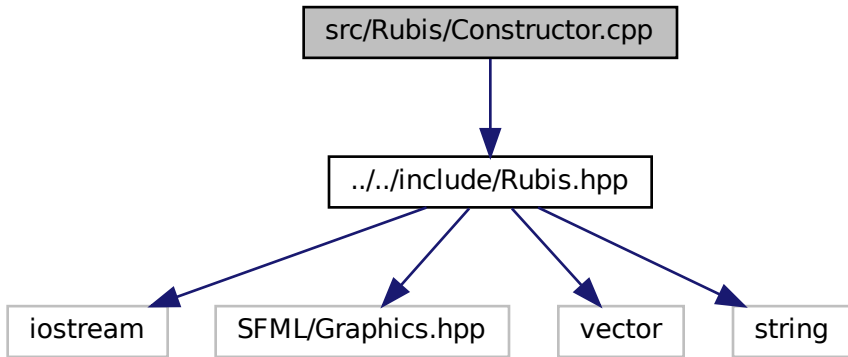 src/Rubis/Constructor.cpp
../../include/Rubis.hpp
iostream
SFML/Graphics.hpp
vector
string